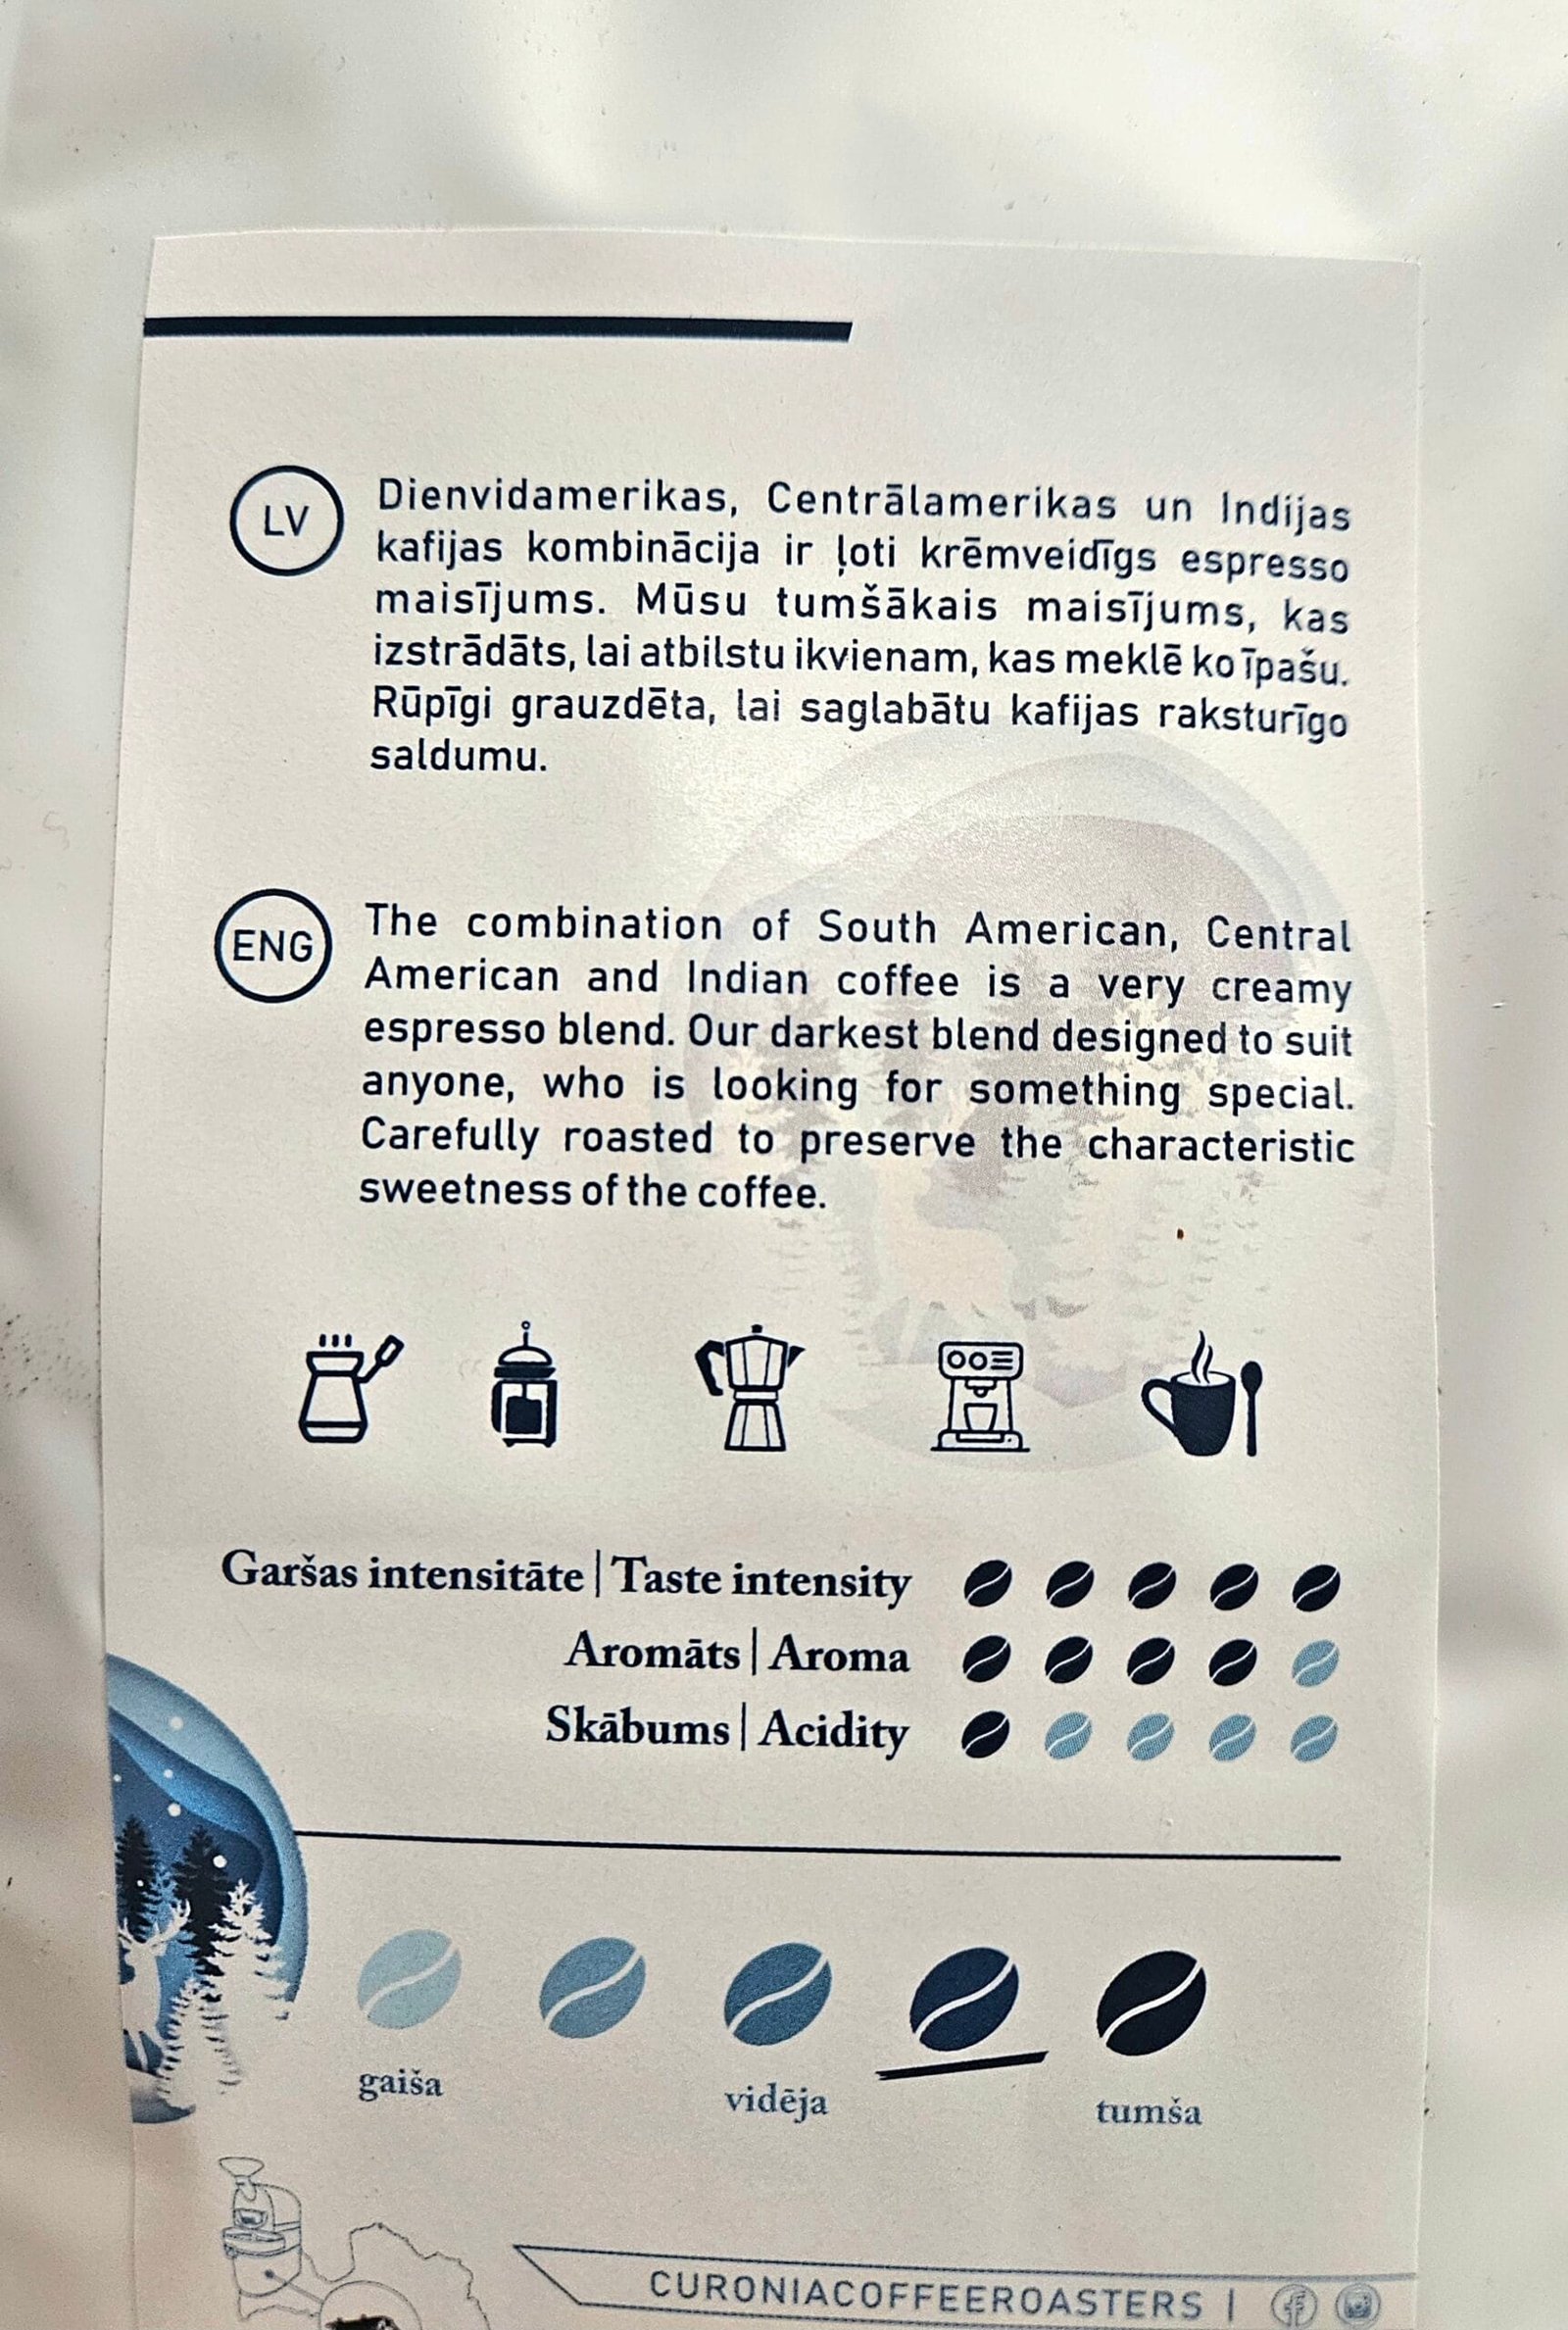 LV
Dienvidamerikas, Centrālamerikas un Indijas
kafijas kombinācija ir ļoti krēmveidīgs espresso
maisījums. Mūsu tumšākais maisījums, kas
izstrādāts, lai atbilstu ikvienam, kas meklē ko īpašu.
Rūpīgi grauzdēta, lai saglabātu kafijas raksturīgo
saldumu.
ENG
The combination of South American, Central
American and Indian coffee is a very creamy
espresso blend. Our darkest blend designed to suit
anyone, who is looking for something special.
Carefully roasted to preserve the characteristic
sweetness of the coffee.
Garšas intensitāte | Taste intensity
Aromāts | Aroma
Skābums | Acidity
gaiša vidēja tumša
CURONIACOFFEEROASTERS |